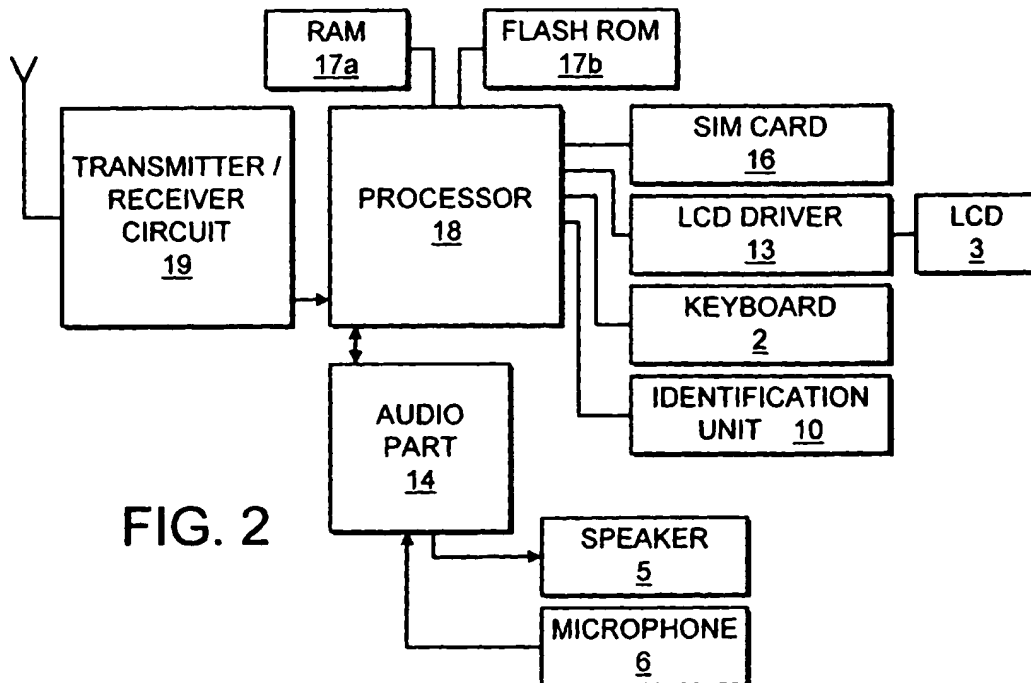 RAM
17a
FLASH ROM
17b
TRANSMITTER /
RECEIVER
CIRCUIT
19
PROCESSOR
18
SIM CARD
16
LCD DRIVER
13
LCD
3
KEYBOARD
2
IDENTIFICATION
UNIT 10
AUDIO
PART
14
FIG. 2
SPEAKER
5
MICROPHONE
6